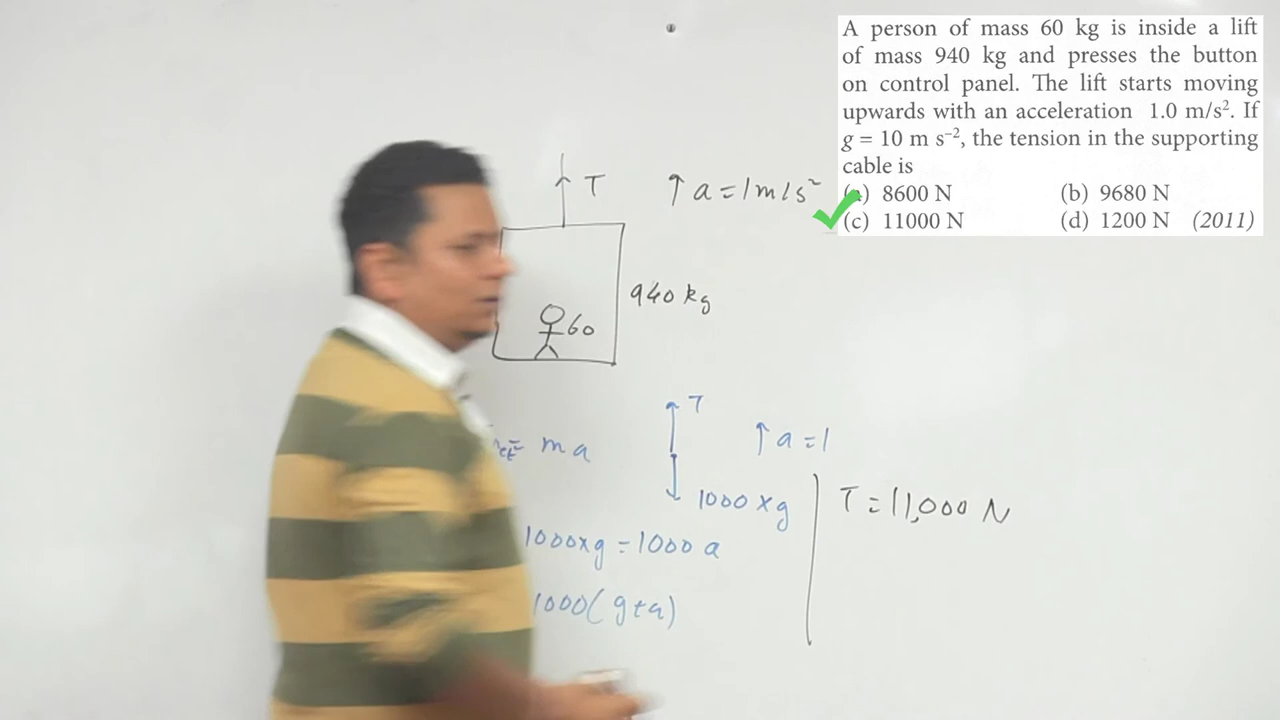 A person of mass 60 kg is inside a lift
of mass 940 kg and presses the button
on control panel. The lift starts moving
upwards with an acceleration 1.0 m/s². If
g = 10 m s⁻², the tension in the supporting
cable is
8600 N (b) 9680 N
(c) 11000 N (d) 1200 N (2011)
↑ T ↑ a = 1 m/s²
940 kg
60
↑ T
= ma ↑ a = 1
1000 x g
T = 11,000 N
1000xg = 1000 a
1000( g+a)